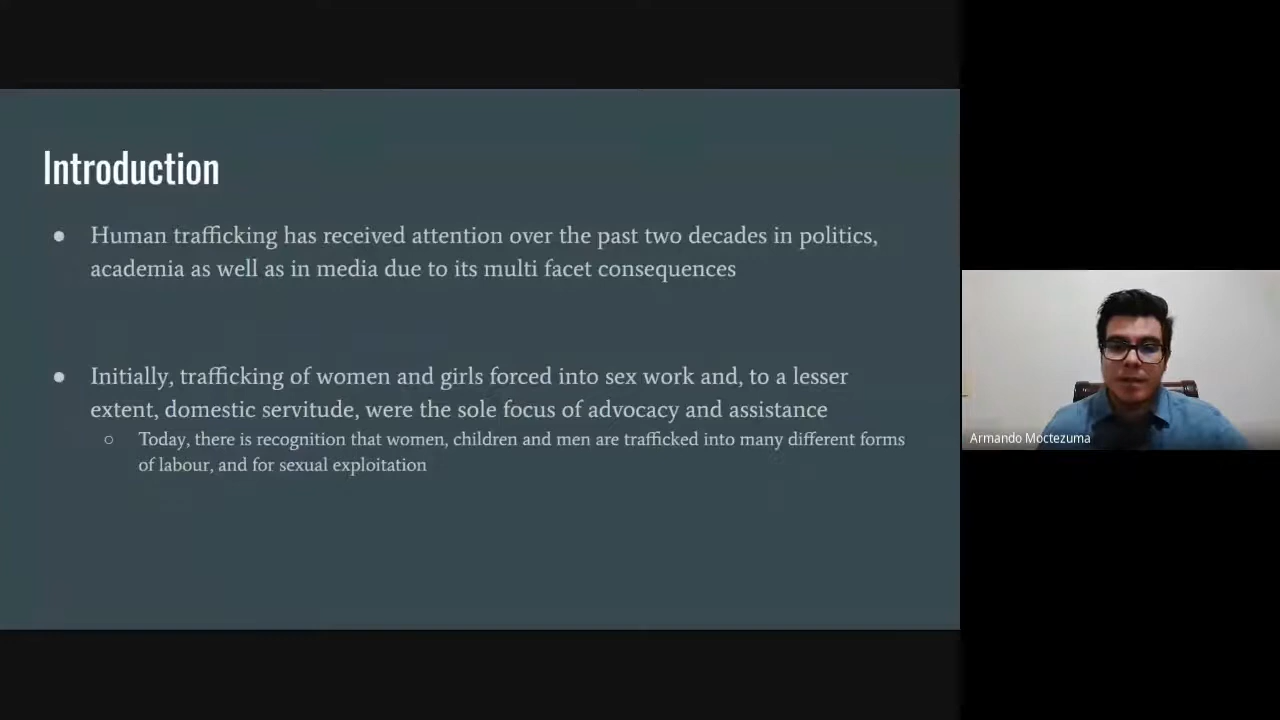 Introduction
● Human trafficking has received attention over the past two decades in politics,
academia as well as in media due to its multi facet consequences
● Initially, trafficking of women and girls forced into sex work and, to a lesser
extent, domestic servitude, were the sole focus of advocacy and assistance
○ Today, there is recognition that women, children and men are trafficked into many different forms
of labour, and for sexual exploitation
Armando Moctezuma